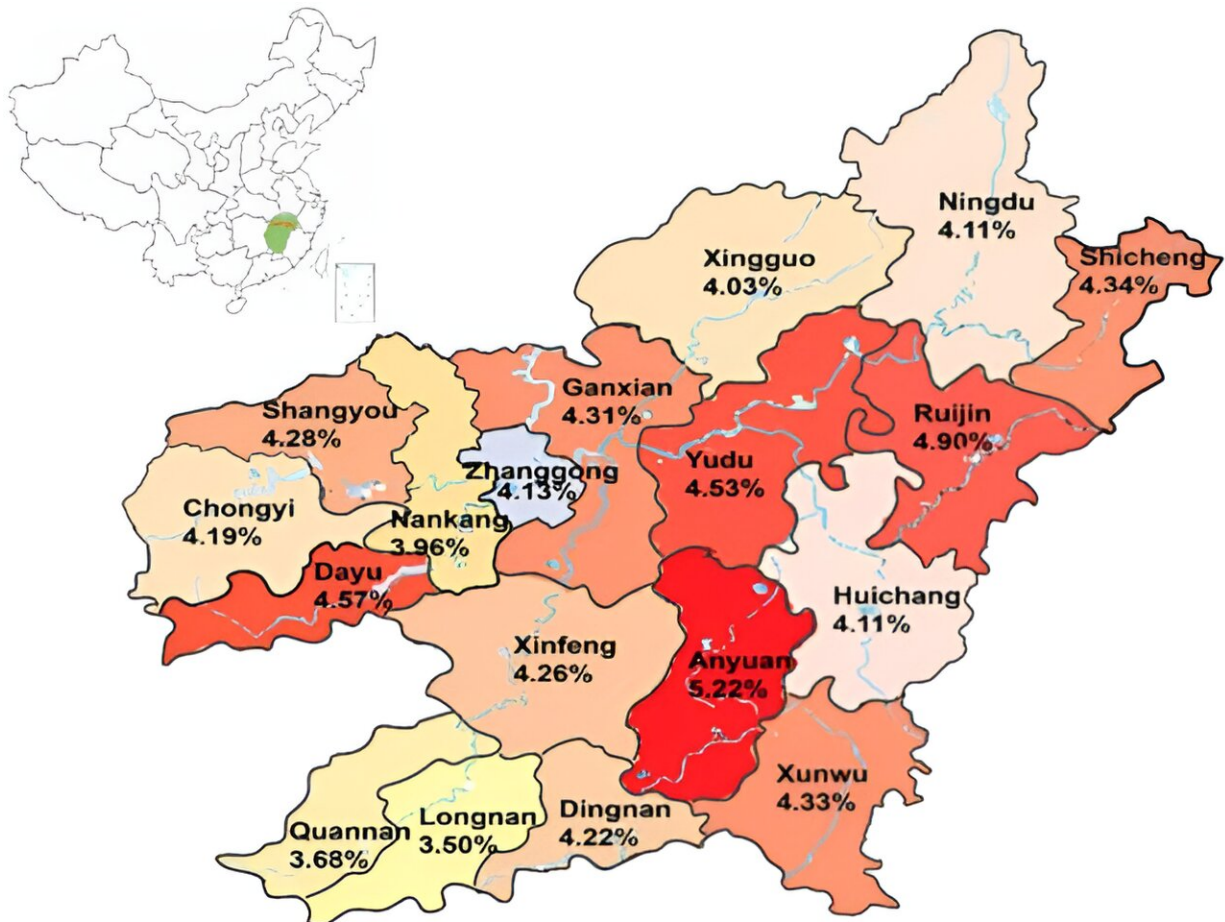 Ningdu
4.11%
Shicheng
4.34%
Xingguo
4.03%
Ganxian
4.31%
Shangyou
4.28%
Ruijin
4.90%
Yudu
4.53%
Zhanggong
4.13%
Chongyi
4.19%
Nankang
3.96%
Dayu
4.57%
Huichang
4.11%
Xinfeng
4.26%
Anyuan
5.22%
Xunwu
4.33%
Dingnan
4.22%
Longnan
3.50%
Quannan
3.68%